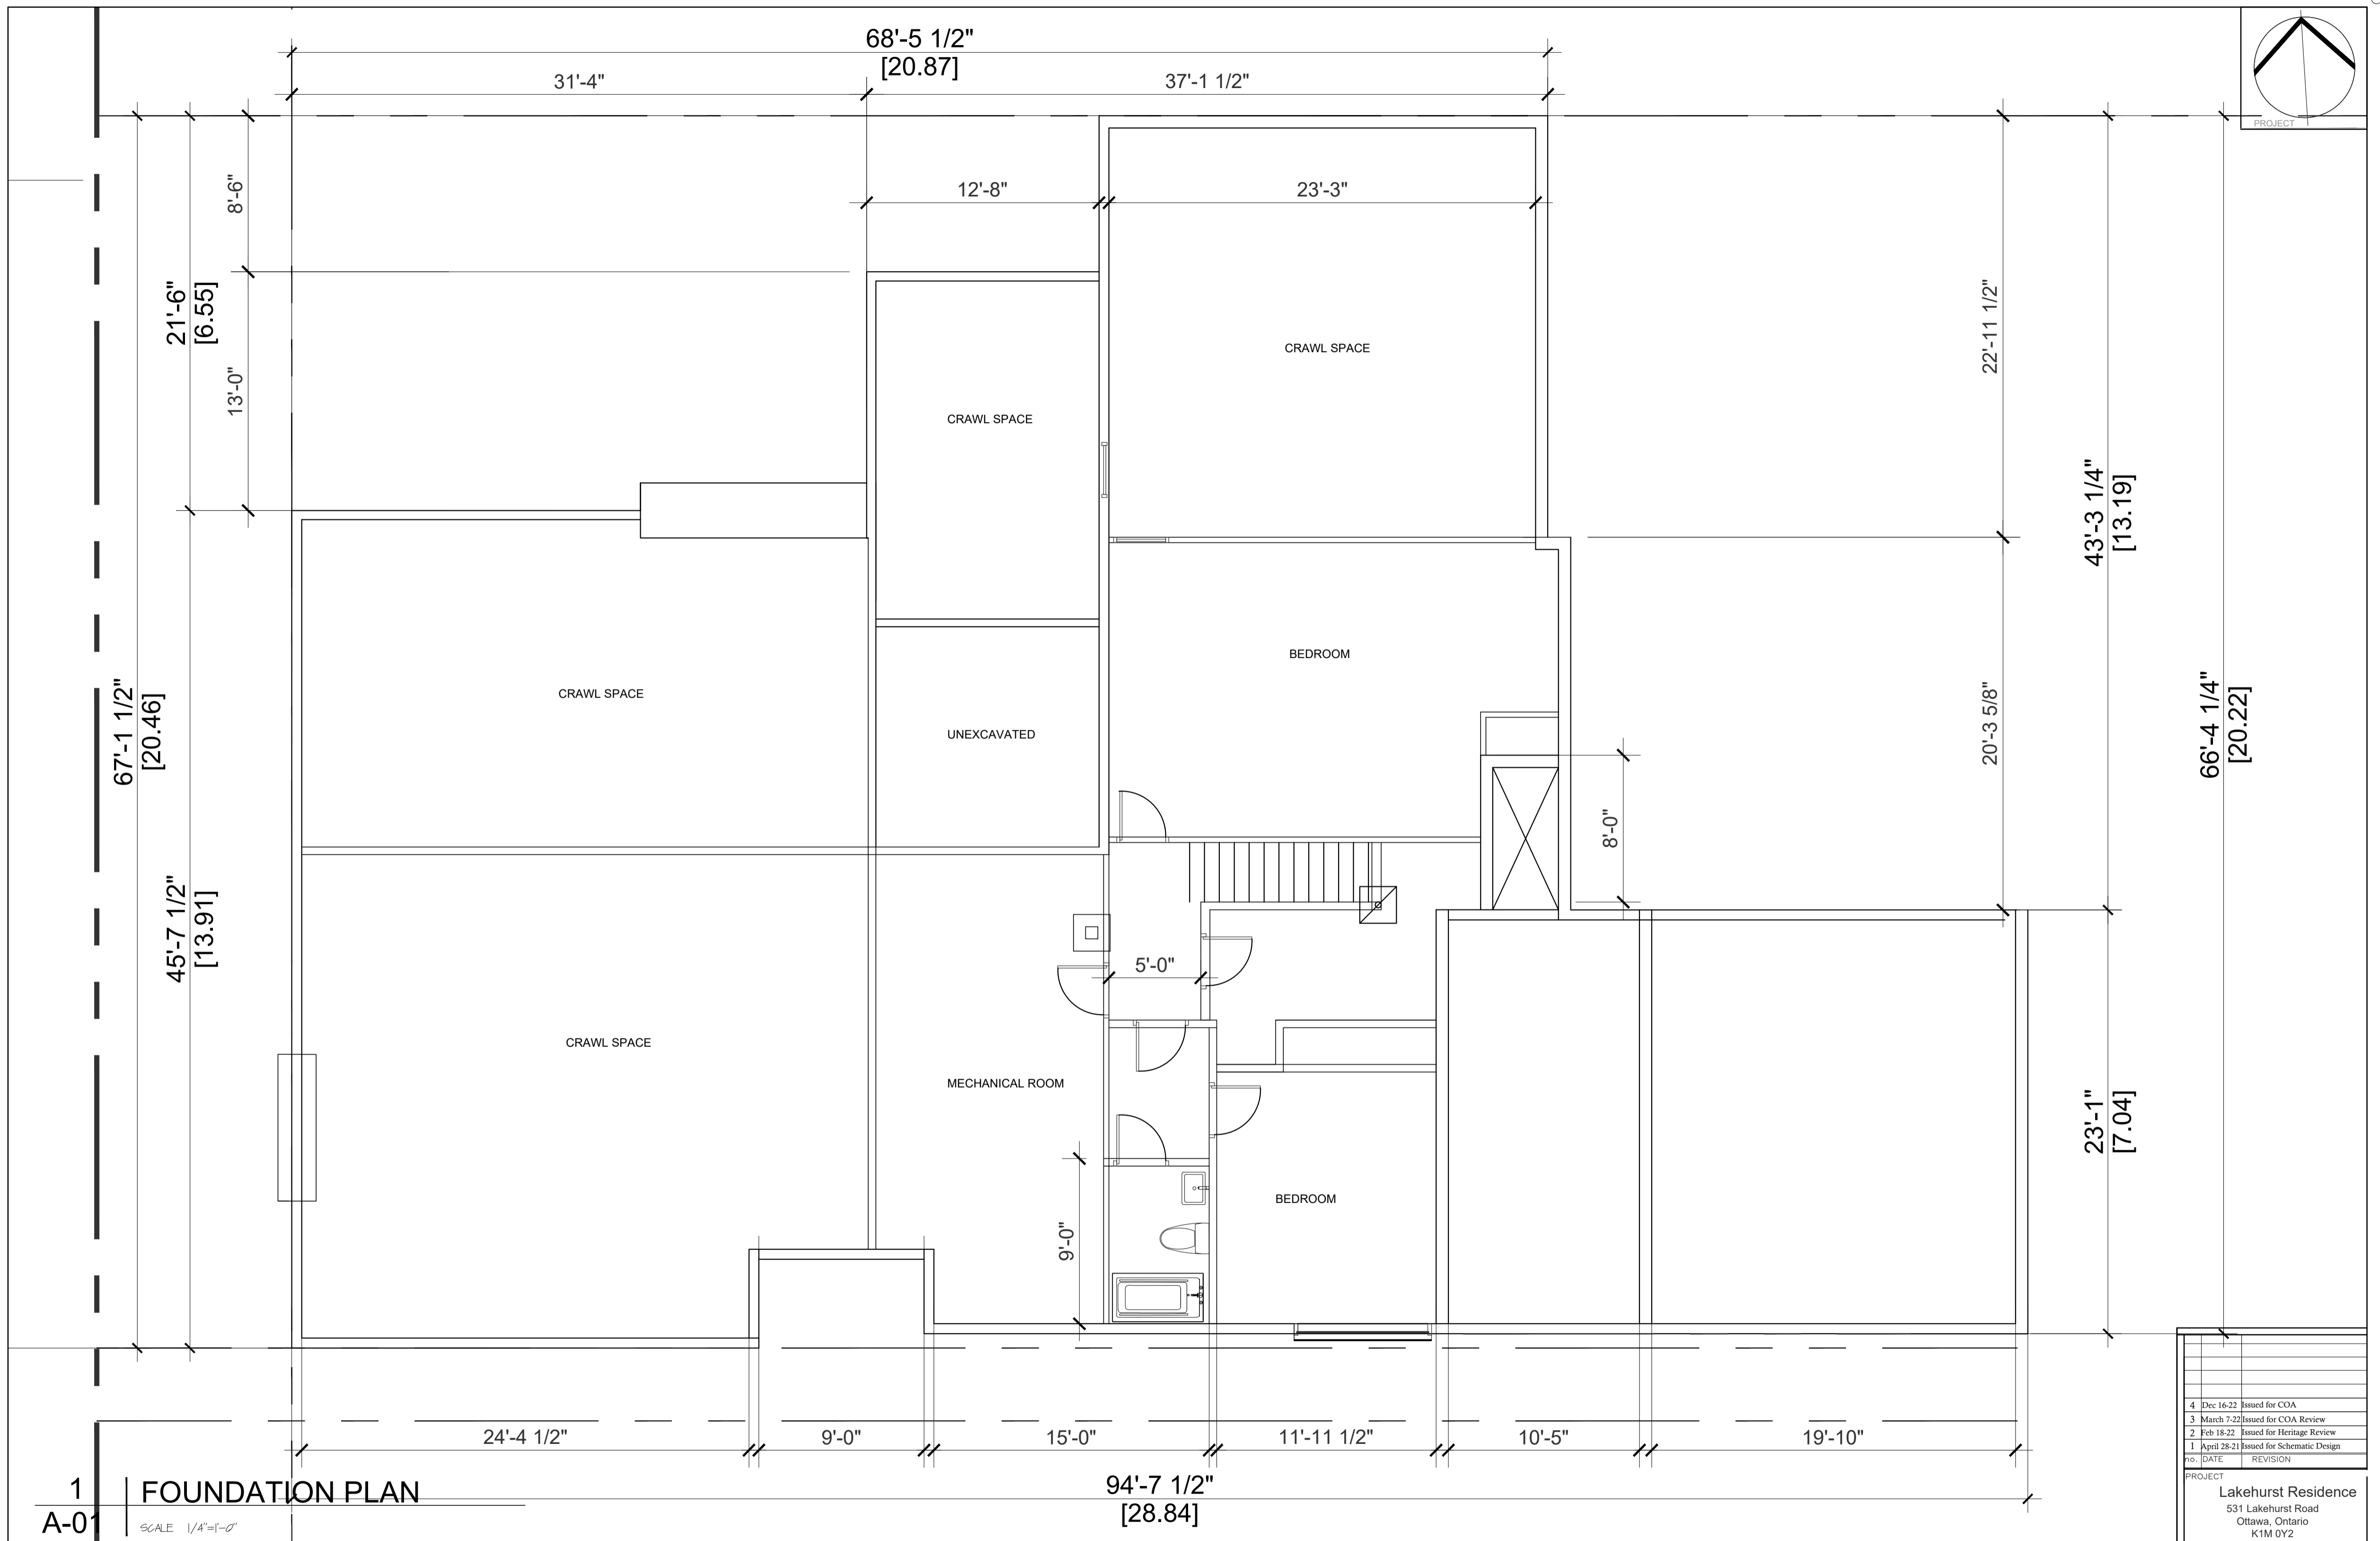 68'-5 1/2"
[20.87]
31'-4"
37'-1 1/2"
PROJECT
12'-8"
23'-3"
8'-6"
21'-6"
[6.55]
13'-0"
22'-11 1/2"
CRAWL SPACE
CRAWL SPACE
43'-3 1/4"
[13.19]
BEDROOM
CRAWL SPACE
UNEXCAVATED
67'-1 1/2"
[20.46]
20'-3 5/8"
66'-4 1/4"
[20.22]
8'-0"
45'-7 1/2"
[13.91]
5'-0"
CRAWL SPACE
MECHANICAL ROOM
23'-1"
[7.04]
BEDROOM
9'-0"
24'-4 1/2"
9'-0"
15'-0"
11'-11 1/2"
10'-5"
19'-10"
94'-7 1/2"
[28.84]
1
FOUNDATION PLAN
A-01
SCALE 1/4"=1'-0"
4 Dec 16-22 Issued for COA
3 March 7-22 Issued for COA Review
2 Feb 18-22 Issued for Heritage Review
1 April 28-21 Issued for Schematic Design
no. DATE REVISION
PROJECT
Lakehurst Residence
531 Lakehurst Road
Ottawa, Ontario
K1M 0Y2